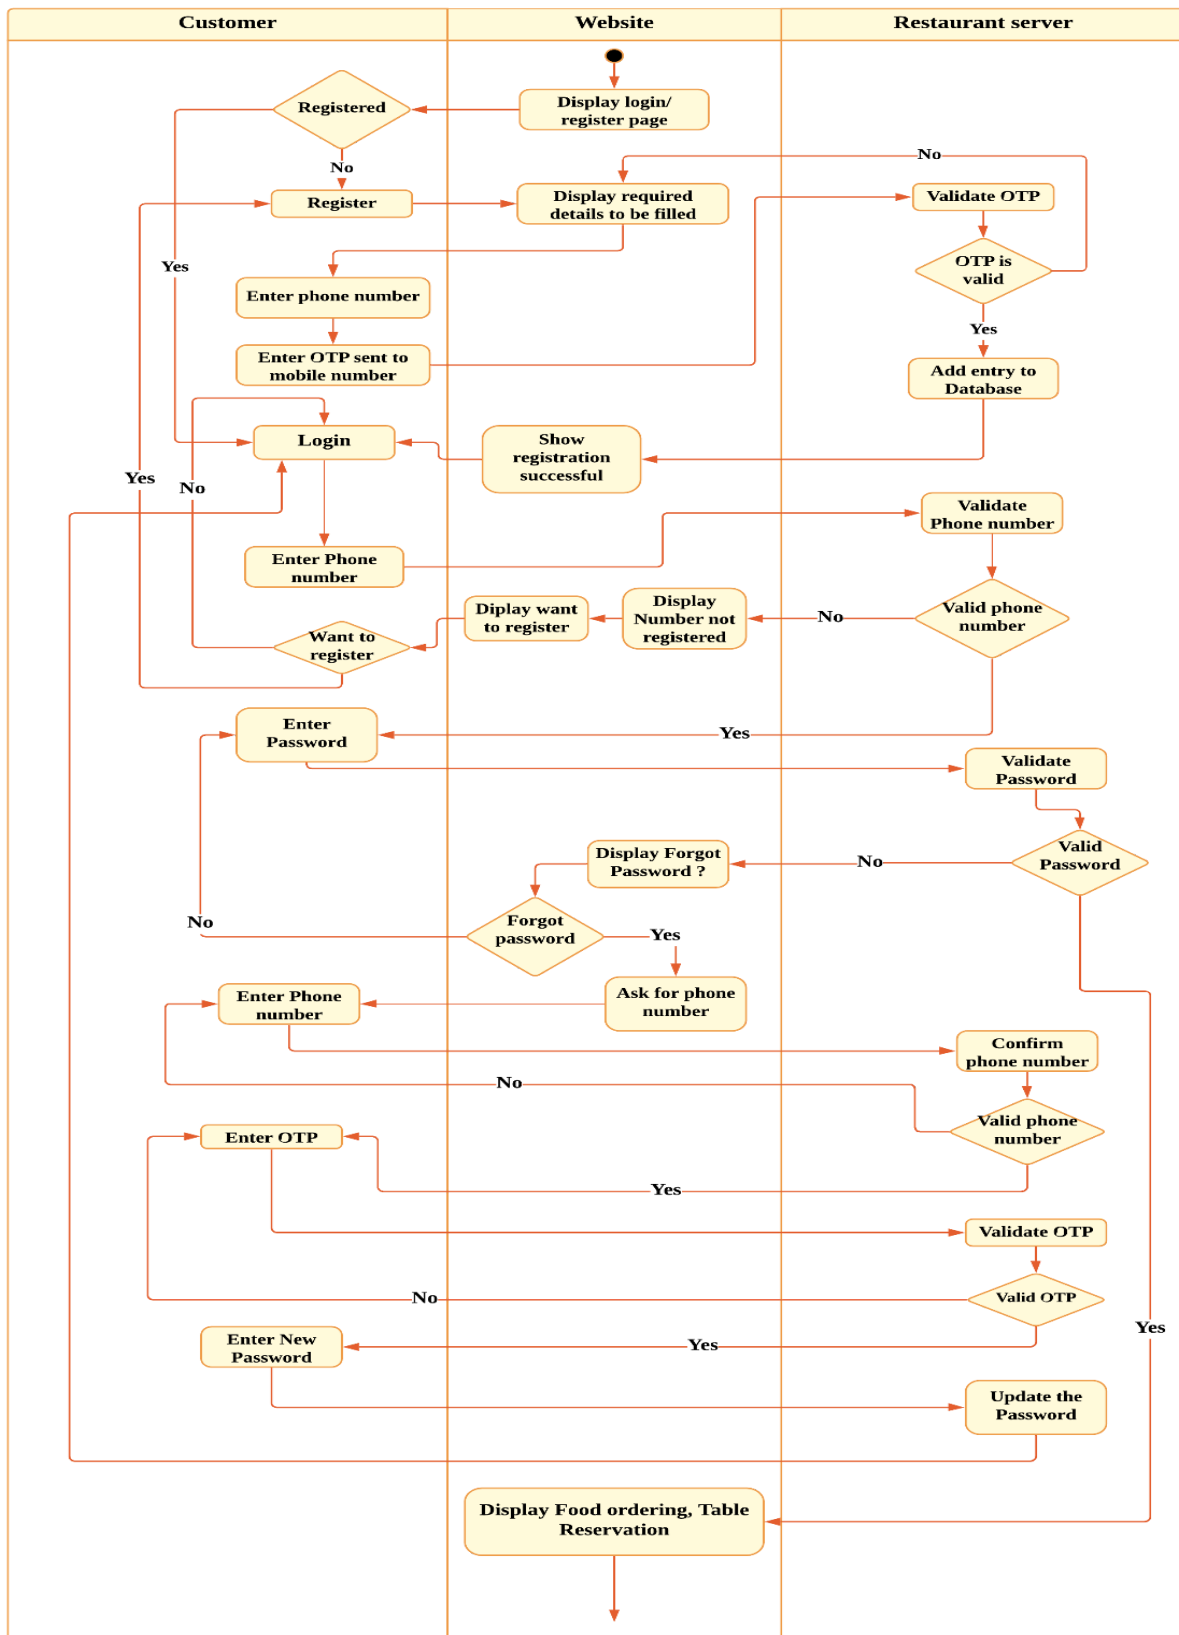 Customer
Website
Restaurant server
Display login/
register page
Registered
No
No
Register
Display required
details to be filled
Validate OTP
Yes
OTP is
valid
Enter phone number
Yes
Enter OTP sent to
mobile number
Add entry to
Database
Login
Show
registration
successful
Yes
No
Validate
Phone number
Enter Phone
number
Diplay want
to register
Display
Number not
registered
No
Valid phone
number
Want to
register
Enter
Password
Yes
Validate
Password
Display Forgot
Password ?
No
Valid
Password
No
Forgot
password
Yes
Enter Phone
number
Ask for phone
number
Confirm
phone number
No
Valid phone
number
Enter OTP
Yes
Validate OTP
No
Valid OTP
Enter New
Password
Yes
Yes
Update the
Password
Display Food ordering, Table
Reservation